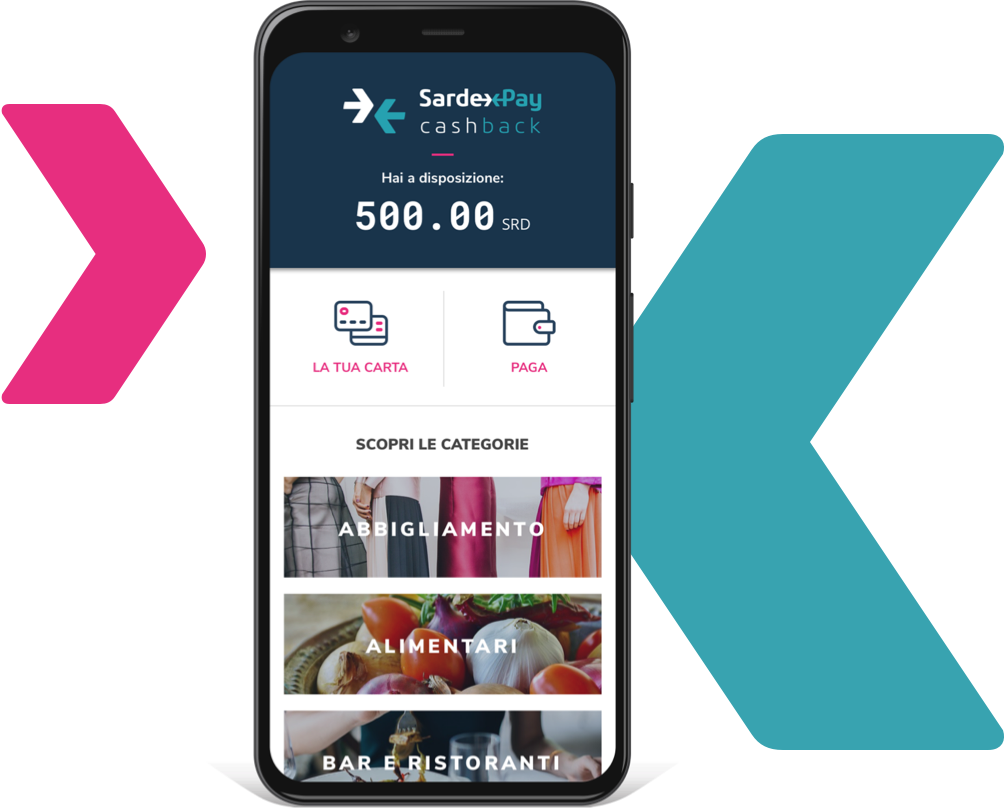 SardexPay
cashback
Hai a disposizione:
500.00 SRD
LA TUA CARTA
PAGA
SCOPRI LE CATEGORIE
ABBIGLIAMENTO
ALIMENTARI
BAR E RISTORANTI